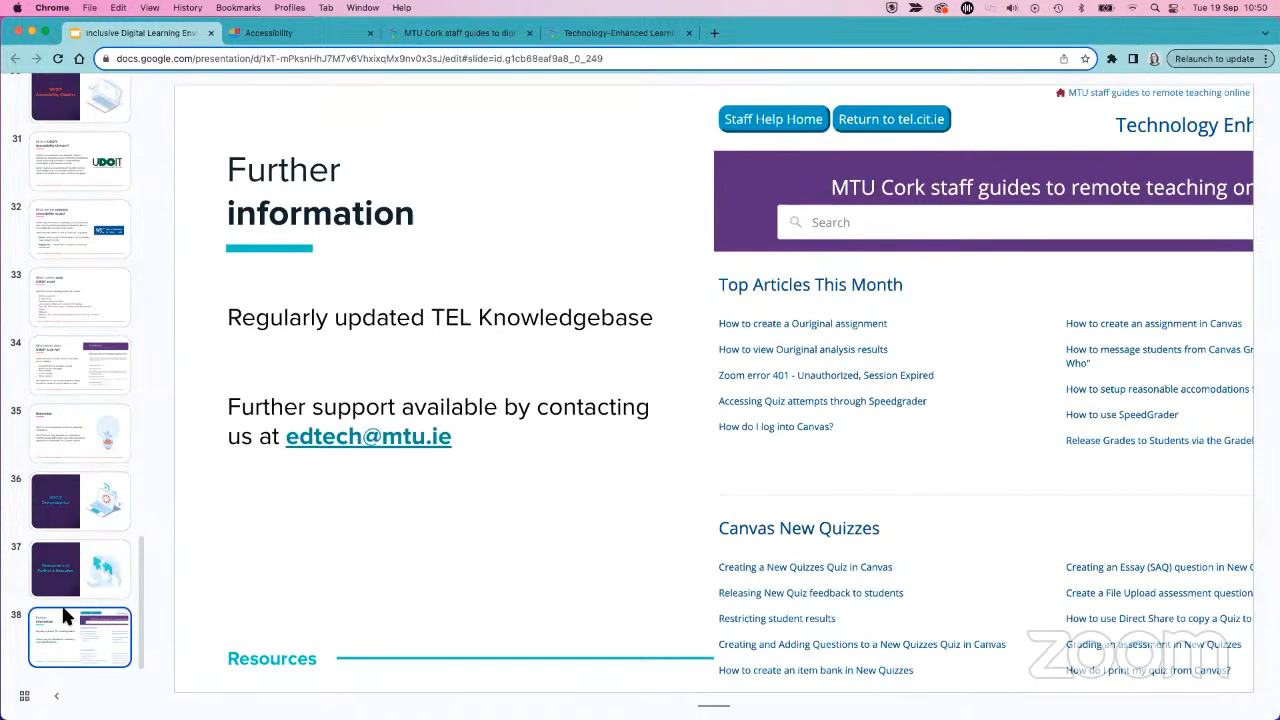 Chrome File Edit View History Bookmarks Profiles Tab Window Help
Tue 19 Sep 10:50
Inclusive Digital Learning Env
Accessibility
MTU Cork staff guides to digi
Technology-Enhanced Learnin
docs.google.com/presentation/d/1xT-mPksnHhJ7M7v6VhxixqMx9nv0x3sJ/edit#slide=id.g1cb68eaf9a8_0_249
Relaunch to update
31
32
33
34
35
36
37
38
UDOIT
MTU staff guides to remote teaching online
Staff Help Home
Return to tel.cit.ie
Technology Enh
MTU Cork staff guides to remote teaching on
Search
Further
information
Regularly updated TEL Knowledgebase
Further support available by contacting
us at edtech@mtu.ie
Resources
Top Articles This Month
How to create a Ouriginal assignment
How to view Ouriginal analysis results
Zoom Error 401 - Unauthorized, Session Expired
Accessing Quiz attempts through Speedgrader
How do I log into Canvas?
How to create an assignment in Canvas
How to message students in Canvas Gr
Who"
How to setup reasonable accomodations
How to use SpeedGrader
Release Grades to Students via the Gradeb
Canvas New Quizzes
Creating a New Quizzes Quiz in Canvas
Releasing New Quiz feedback to students
Restrict student results
Creating and Adding Questions to a New Quizzes Quiz in Canvas
How to create an item bank in New Quizzes
Creating an Essay (SAQ) question in New Q
Create a File Upload assessment question
How to use Direct Share to copy a Quiz to
Grading an assessment in New Quizzes
How do I print my quiz from Canvas?
zoom